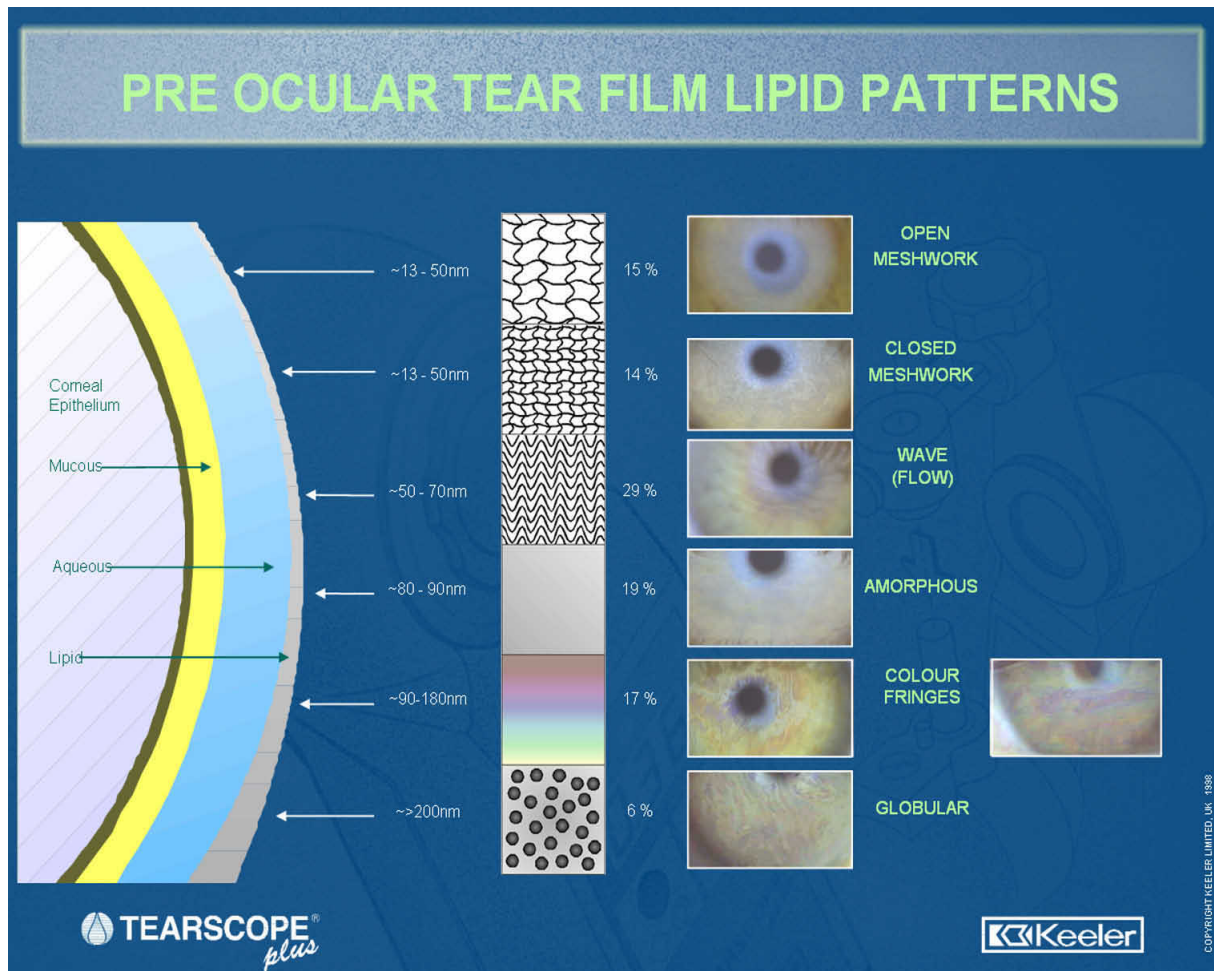 PRE OCULAR TEAR FILM LIPID PATTERNS
~13 - 50nm
15 %
OPEN
MESHWORK
~13 - 50nm
14 %
CLOSED
MESHWORK
Corneal
Epithelium
Mucous
~50 - 70nm
29 %
WAVE
(FLOW)
Aqueous
~80 - 90nm
19 %
AMORPHOUS
Lipid
~90-180nm
17 %
COLOUR
FRINGES
~>200nm
6 %
GLOBULAR
TEARSCOPE®
plus
Keeler
COPYRIGHT KEELER LIMITED, UK 1998